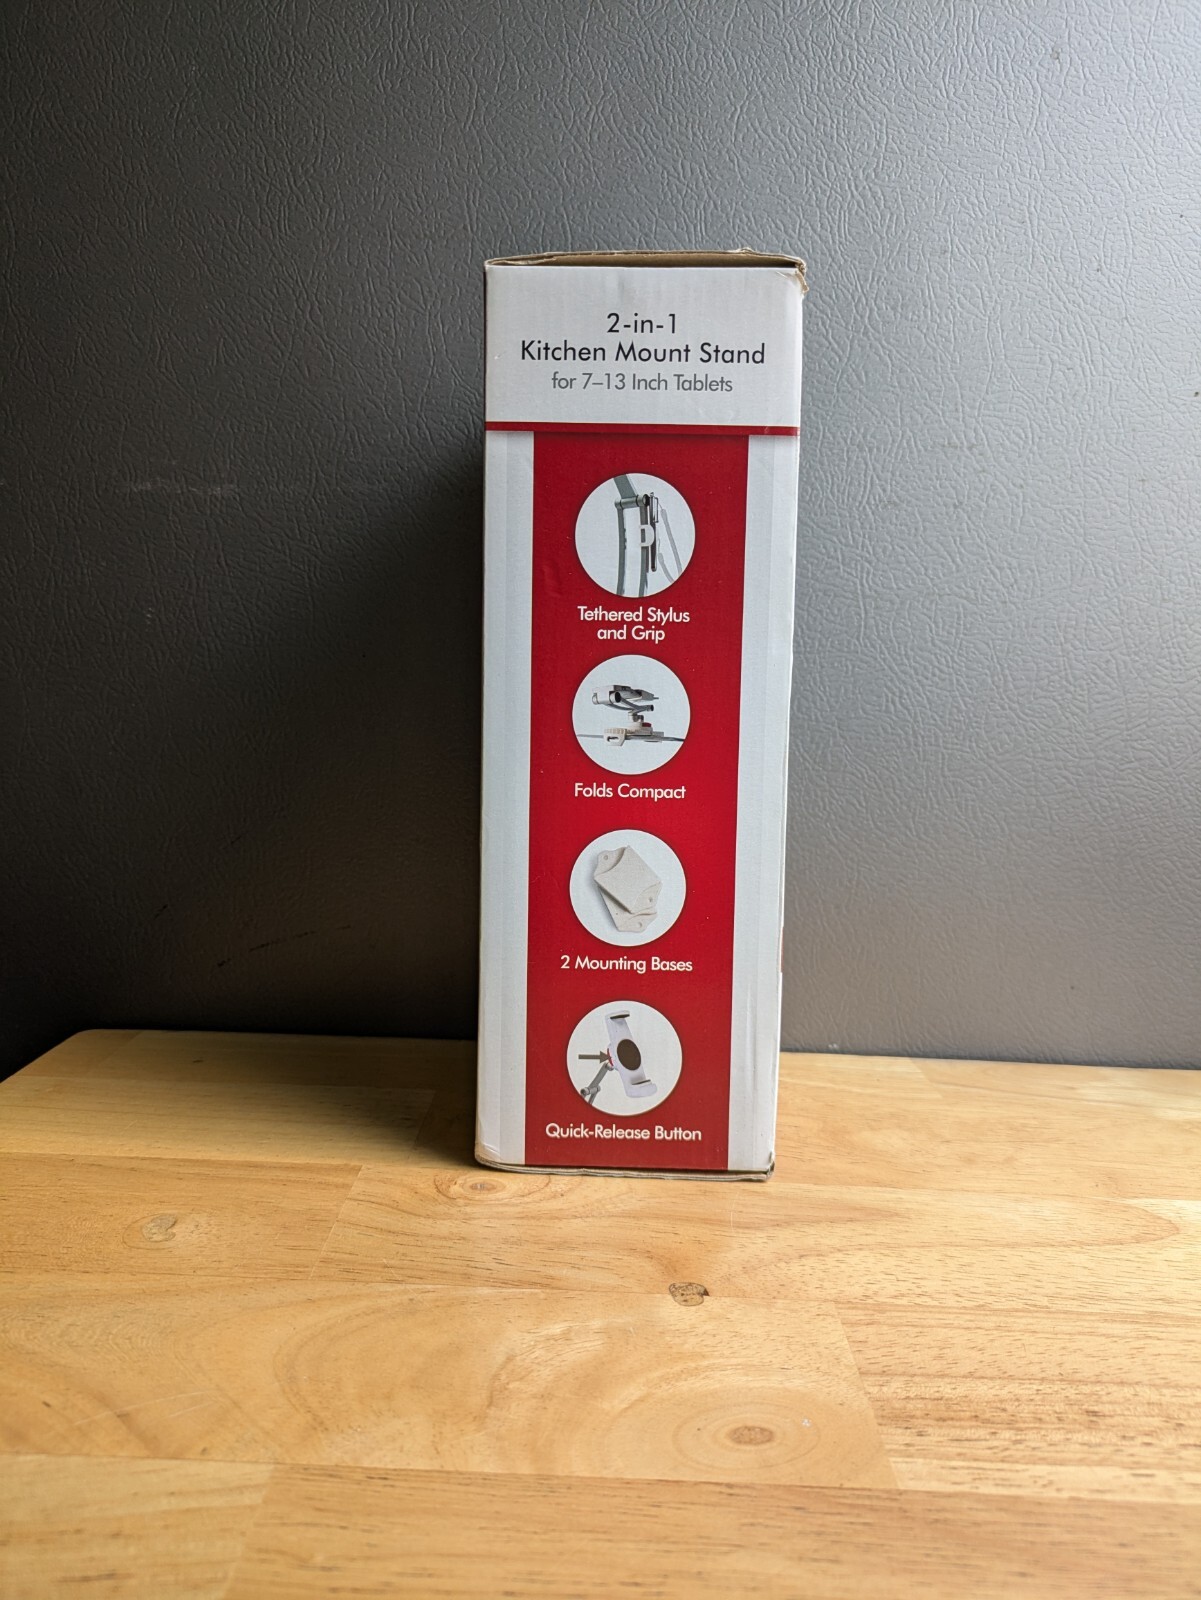 2-in-1
Kitchen Mount Stand
for 7–13 Inch Tablets
Tethered Stylus
and Grip
Folds Compact
2 Mounting Bases
Quick-Release Button